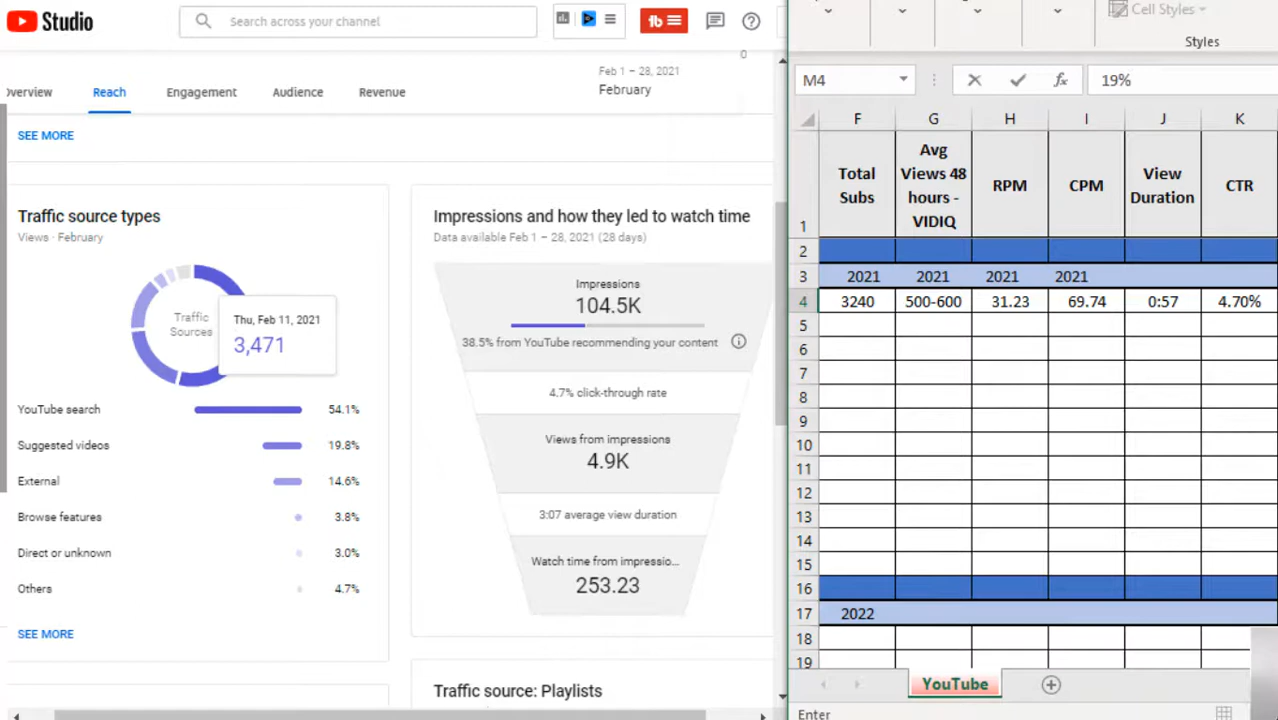 Studio
Search across your channel
0
Feb 1 – 28, 2021
February
Overview Reach Engagement Audience Revenue
SEE MORE
Traffic source types
Views · February
Traffic Sources
Thu, Feb 11, 2021
3,471
YouTube search 54.1%
Suggested videos 19.8%
External 14.6%
Browse features 3.8%
Direct or unknown 3.0%
Others 4.7%
SEE MORE
Impressions and how they led to watch time
Data available Feb 1 – 28, 2021 (28 days)
Impressions
104.5K
38.5% from YouTube recommending your content
4.7% click-through rate
Views from impressions
4.9K
3:07 average view duration
Watch time from impressio...
253.23
Traffic source: Playlists
Cell Styles
Styles
M4 fx 19%
F G H I J K
1 Total Subs Avg Views 48 hours - VIDIQ RPM CPM View Duration CTR
2
3 2021 2021 2021 2021
4 3240 500-600 31.23 69.74 0:57 4.70%
5
6
7
8
9
10
11
12
13
14
15
16
17 2022
18
19
YouTube
Enter